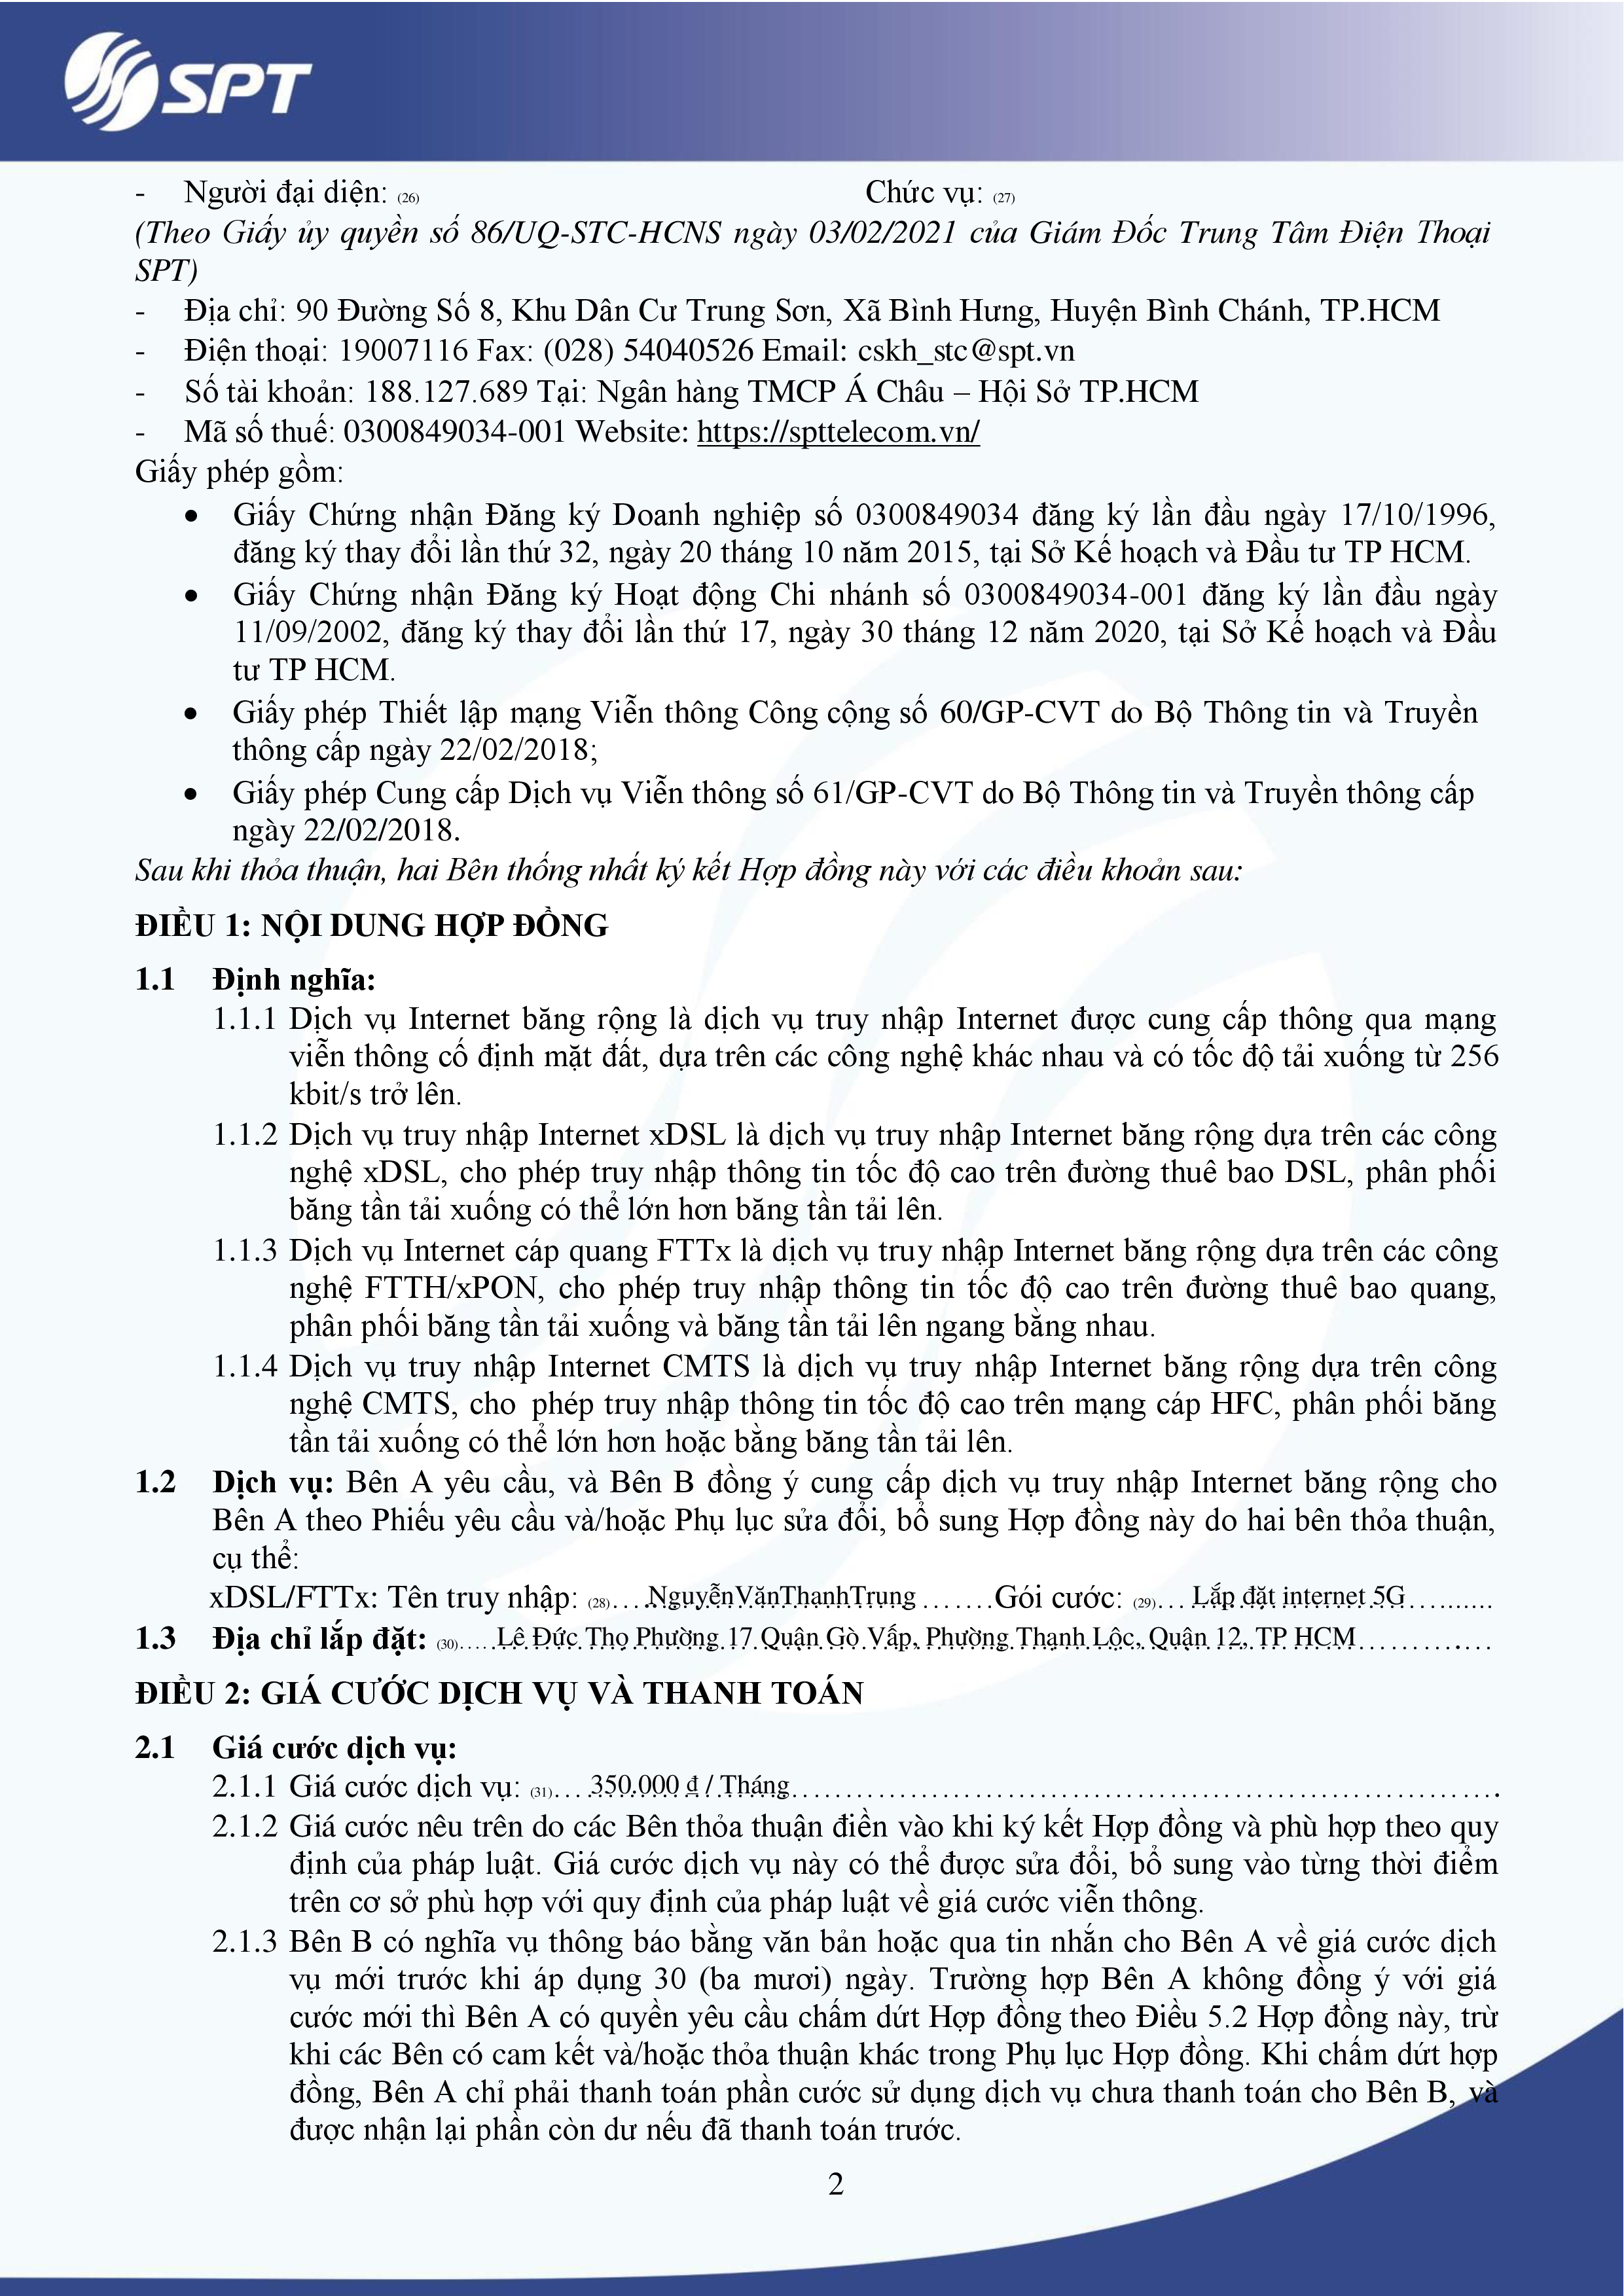 SPT
- Người đại diện: (26) Chức vụ: (27)
(Theo Giấy ủy quyền số 86/UQ-STC-HCNS ngày 03/02/2021 của Giám Đốc Trung Tâm Điện Thoại
SPT)
- Địa chỉ: 90 Đường Số 8, Khu Dân Cư Trung Sơn, Xã Bình Hưng, Huyện Bình Chánh, TP.HCM
- Điện thoại: 19007116 Fax: (028) 54040526 Email: cskh_stc@spt.vn
- Số tài khoản: 188.127.689 Tại: Ngân hàng TMCP Á Châu – Hội Sở TP.HCM
- Mã số thuế: 0300849034-001 Website: https://spttelecom.vn/
Giấy phép gồm:
• Giấy Chứng nhận Đăng ký Doanh nghiệp số 0300849034 đăng ký lần đầu ngày 17/10/1996,
đăng ký thay đổi lần thứ 32, ngày 20 tháng 10 năm 2015, tại Sở Kế hoạch và Đầu tư TP HCM.
• Giấy Chứng nhận Đăng ký Hoạt động Chi nhánh số 0300849034-001 đăng ký lần đầu ngày
11/09/2002, đăng ký thay đổi lần thứ 17, ngày 30 tháng 12 năm 2020, tại Sở Kế hoạch và Đầu
tư TP HCM.
• Giấy phép Thiết lập mạng Viễn thông Công cộng số 60/GP-CVT do Bộ Thông tin và Truyền
thông cấp ngày 22/02/2018;
• Giấy phép Cung cấp Dịch vụ Viễn thông số 61/GP-CVT do Bộ Thông tin và Truyền thông cấp
ngày 22/02/2018.
Sau khi thỏa thuận, hai Bên thống nhất ký kết Hợp đồng này với các điều khoản sau:
ĐIỀU 1: NỘI DUNG HỢP ĐỒNG
1.1 Định nghĩa:
1.1.1 Dịch vụ Internet băng rộng là dịch vụ truy nhập Internet được cung cấp thông qua mạng
viễn thông cố định mặt đất, dựa trên các công nghệ khác nhau và có tốc độ tải xuống từ 256
kbit/s trở lên.
1.1.2 Dịch vụ truy nhập Internet xDSL là dịch vụ truy nhập Internet băng rộng dựa trên các công
nghệ xDSL, cho phép truy nhập thông tin tốc độ cao trên đường thuê bao DSL, phân phối
băng tần tải xuống có thể lớn hơn băng tần tải lên.
1.1.3 Dịch vụ Internet cáp quang FTTx là dịch vụ truy nhập Internet băng rộng dựa trên các công
nghệ FTTH/xPON, cho phép truy nhập thông tin tốc độ cao trên đường thuê bao quang,
phân phối băng tần tải xuống và băng tần tải lên ngang bằng nhau.
1.1.4 Dịch vụ truy nhập Internet CMTS là dịch vụ truy nhập Internet băng rộng dựa trên công
nghệ CMTS, cho phép truy nhập thông tin tốc độ cao trên mạng cáp HFC, phân phối băng
tần tải xuống có thể lớn hơn hoặc bằng băng tần tải lên.
1.2 Dịch vụ: Bên A yêu cầu, và Bên B đồng ý cung cấp dịch vụ truy nhập Internet băng rộng cho
Bên A theo Phiếu yêu cầu và/hoặc Phụ lục sửa đổi, bổ sung Hợp đồng này do hai bên thỏa thuận,
cụ thể:
xDSL/FTTx: Tên truy nhập: (28)....NguyễnVănThanhTrung.......Gói cước: (29)....Lắp đặt internet 5G..........
1.3 Địa chỉ lắp đặt: (30).....Lê Đức Thọ Phường 17 Quận Gò Vấp, Phường Thạnh Lộc, Quận 12, TP HCM..............
ĐIỀU 2: GIÁ CƯỚC DỊCH VỤ VÀ THANH TOÁN
2.1 Giá cước dịch vụ:
2.1.1 Giá cước dịch vụ: (31)....350.000 ₫ / Tháng..............................................................
2.1.2 Giá cước nêu trên do các Bên thỏa thuận điền vào khi ký kết Hợp đồng và phù hợp theo quy
định của pháp luật. Giá cước dịch vụ này có thể được sửa đổi, bổ sung vào từng thời điểm
trên cơ sở phù hợp với quy định của pháp luật về giá cước viễn thông.
2.1.3 Bên B có nghĩa vụ thông báo bằng văn bản hoặc qua tin nhắn cho Bên A về giá cước dịch
vụ mới trước khi áp dụng 30 (ba mươi) ngày. Trường hợp Bên A không đồng ý với giá
cước mới thì Bên A có quyền yêu cầu chấm dứt Hợp đồng theo Điều 5.2 Hợp đồng này, trừ
khi các Bên có cam kết và/hoặc thỏa thuận khác trong Phụ lục Hợp đồng. Khi chấm dứt hợp
đồng, Bên A chỉ phải thanh toán phần cước sử dụng dịch vụ chưa thanh toán cho Bên B, và
được nhận lại phần còn dư nếu đã thanh toán trước.
2